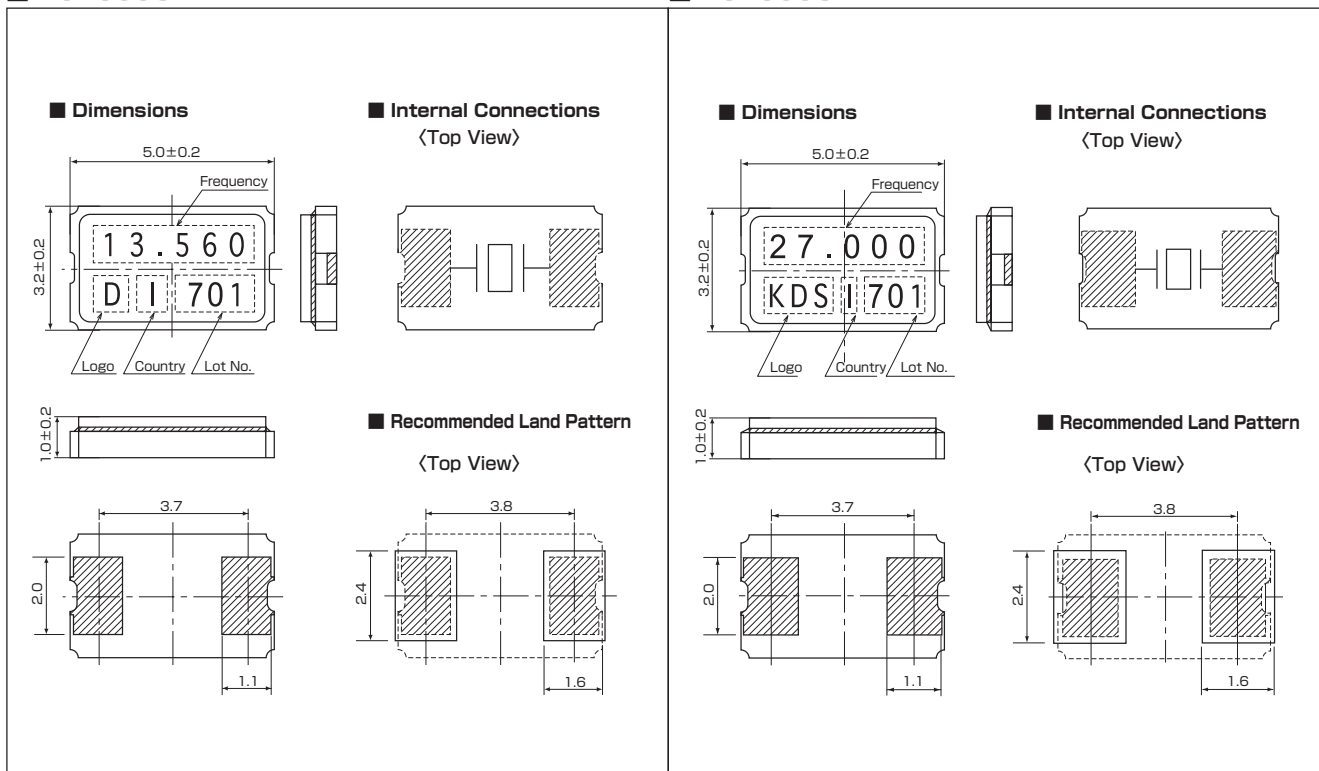 ■ Dimensions
■ Internal Connections
〈Top View〉
5.0±0.2
Frequency
3.2±0.2
13.560
D I 701
Logo
Country
Lot No.
1.0±0.2
■ Recommended Land Pattern
〈Top View〉
3.7
3.8
2.0
2.4
1.1
1.6
■ Dimensions
■ Internal Connections
〈Top View〉
5.0±0.2
Frequency
3.2±0.2
27.000
KDS I 701
Logo
Country
Lot No.
1.0±0.2
■ Recommended Land Pattern
〈Top View〉
3.7
3.8
2.0
2.4
1.1
1.6